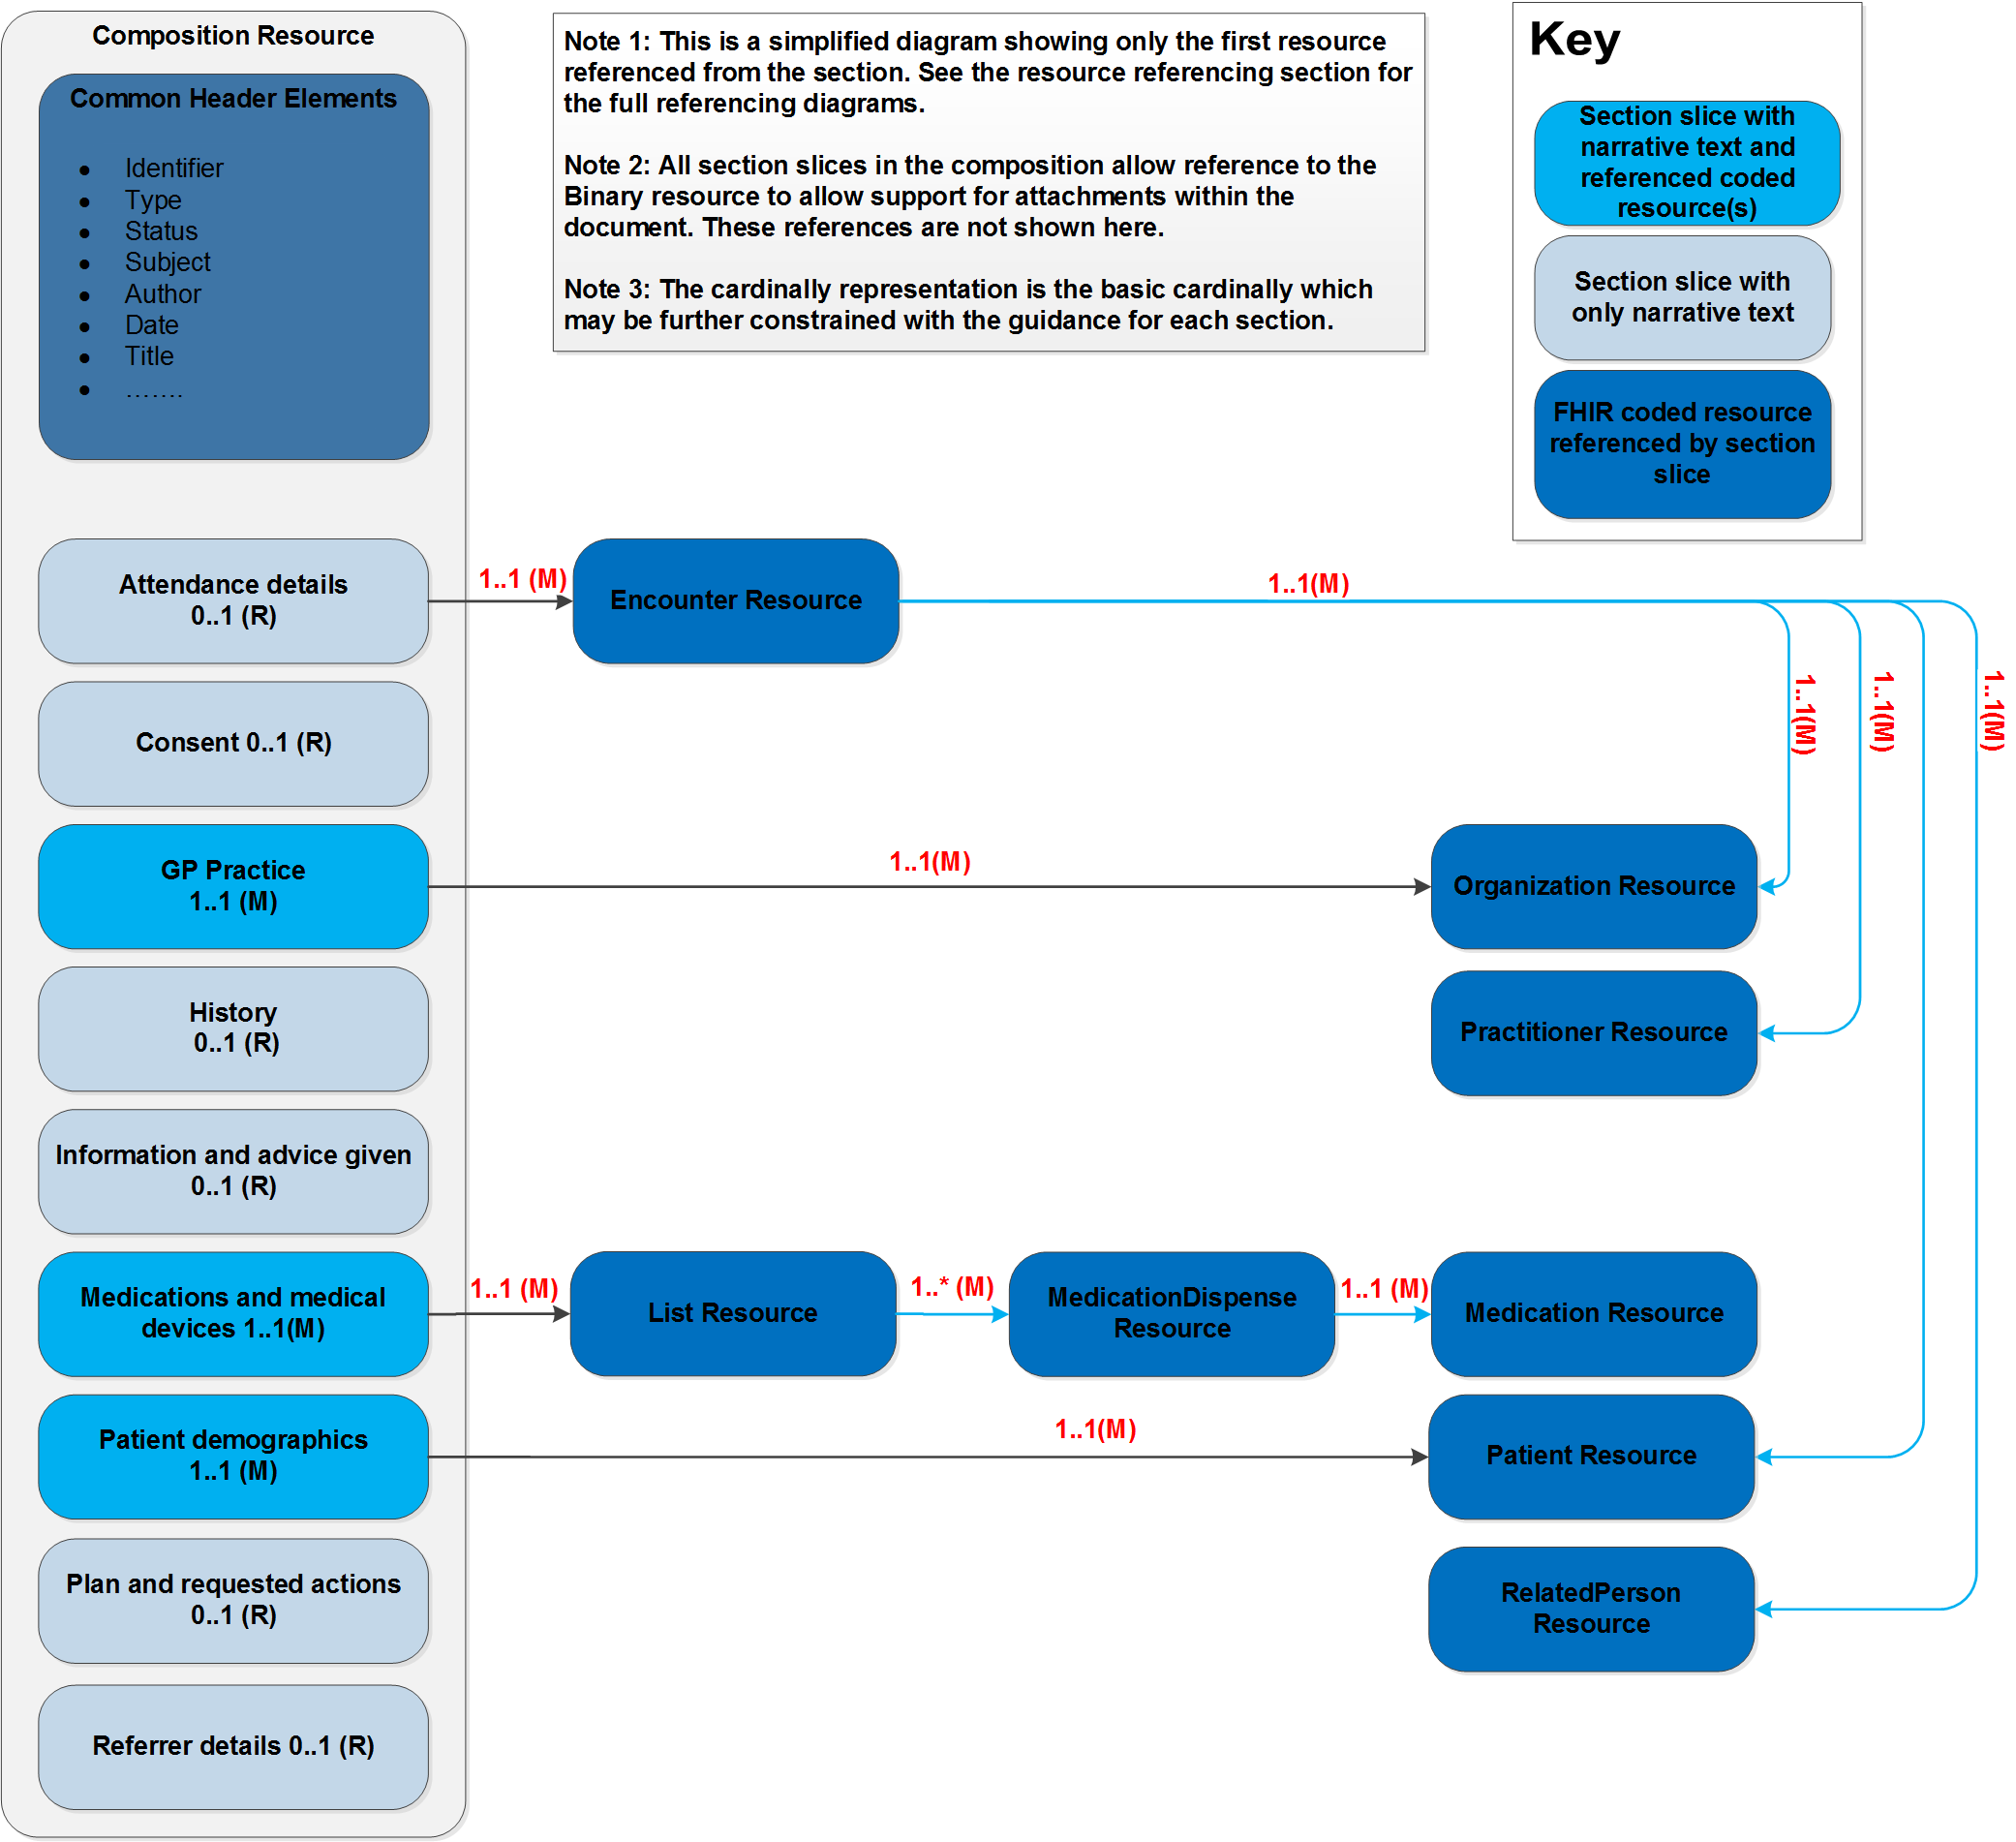 Composition Resource
Common Header Elements
● Identifier
● Type
● Status
● Subject
● Author
● Date
● Title
● …….
Note 1: This is a simplified diagram showing only the first resource
referenced from the section. See the resource referencing section for
the full referencing diagrams.
Note 2: All section slices in the composition allow reference to the
Binary resource to allow support for attachments within the
document. These references are not shown here.
Note 3: The cardinally representation is the basic cardinally which
may be further constrained with the guidance for each section.
Key
Section slice with
narrative text and
referenced coded
resource(s)
Section slice with
only narrative text
FHIR coded resource
referenced by section
slice
Attendance details
0..1 (R)
1..1 (M)
Encounter Resource
1..1(M)
1..1(M)
1..1(M)
1..1(M)
Consent 0..1 (R)
GP Practice
1..1 (M)
1..1(M)
Organization Resource
History
0..1 (R)
Practitioner Resource
Information and advice given
0..1 (R)
Medications and medical
devices 1..1(M)
1..1 (M)
List Resource
1..* (M)
MedicationDispense
Resource
1..1 (M)
Medication Resource
Patient demographics
1..1 (M)
1..1(M)
Patient Resource
Plan and requested actions
0..1 (R)
RelatedPerson
Resource
Referrer details 0..1 (R)